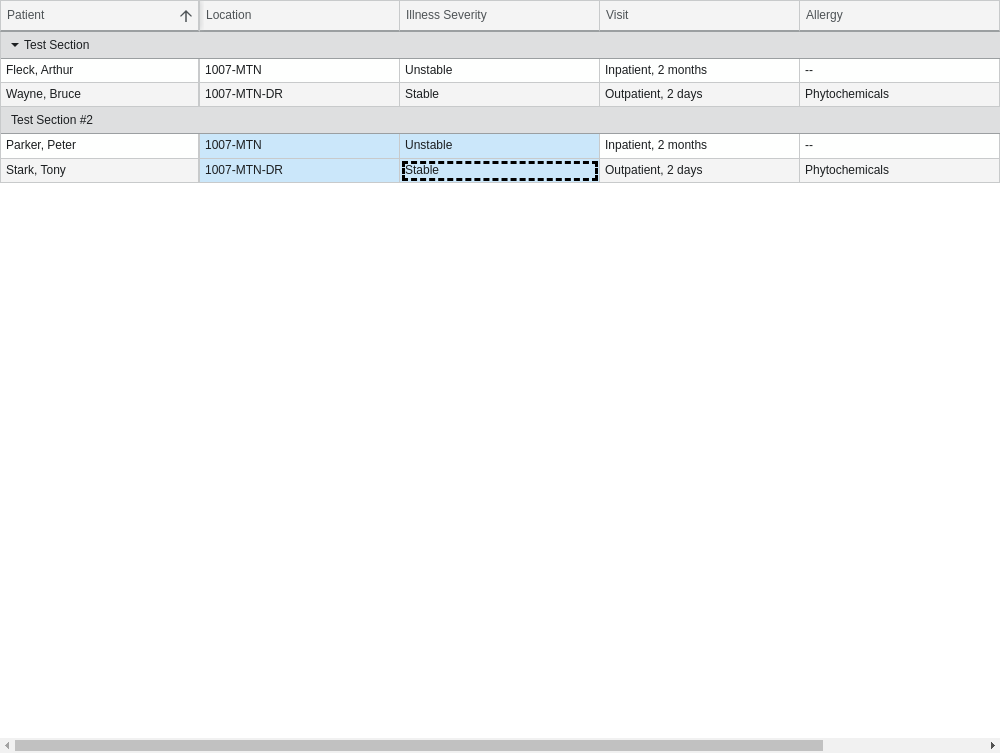 Patient Location Illness Severity Visit Allergy
Test Section
Fleck, Arthur 1007-MTN Unstable Inpatient, 2 months --
Wayne, Bruce 1007-MTN-DR Stable Outpatient, 2 days Phytochemicals
Test Section #2
Parker, Peter 1007-MTN Unstable Inpatient, 2 months --
Stark, Tony 1007-MTN-DR Stable Outpatient, 2 days Phytochemicals